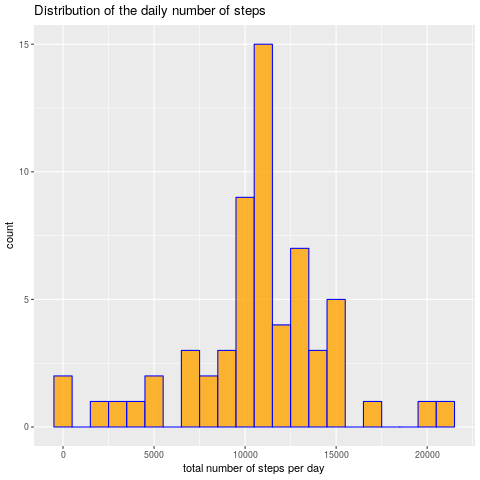 Distribution of the daily number of steps
15
10
5
0
count
0 5000 10000 15000 20000
total number of steps per day